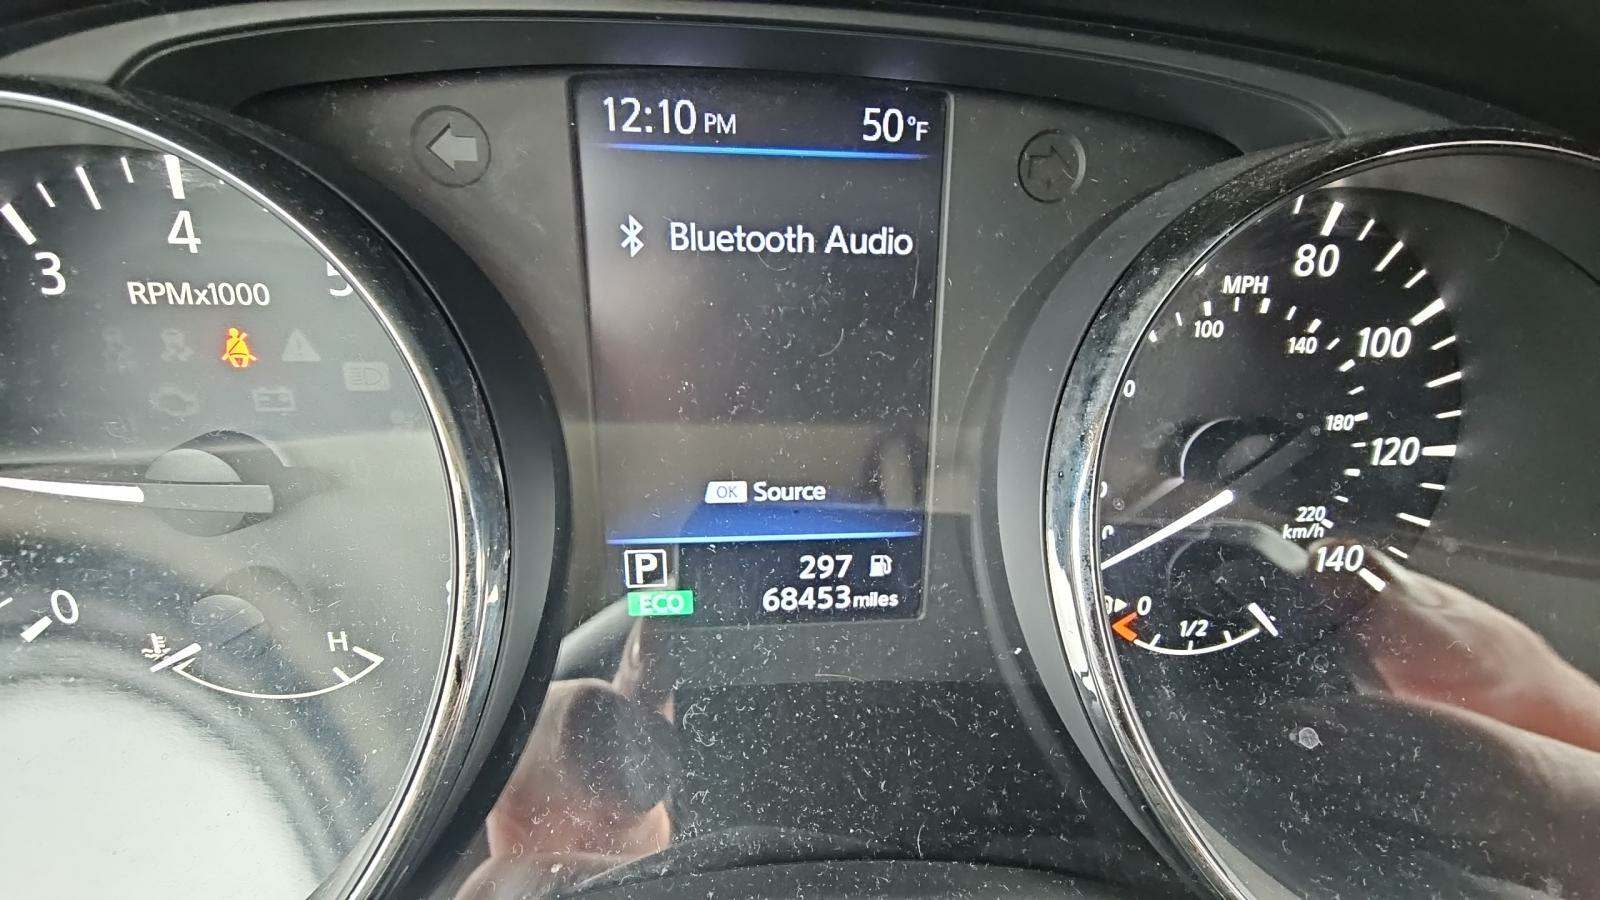 12:10 PM 50°F
Bluetooth Audio
OK Source
P 297
ECO 68453 miles
3 4 5
RPMx1000
0
H
80
MPH
100 140 100
180
120
220
km/h
140
0
1/2